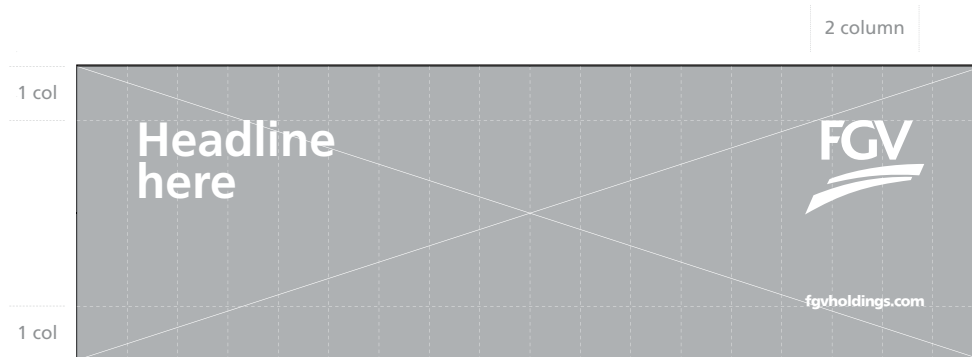 2 column
1 col
Headline
here
FGV
fgvholdings.com
1 col